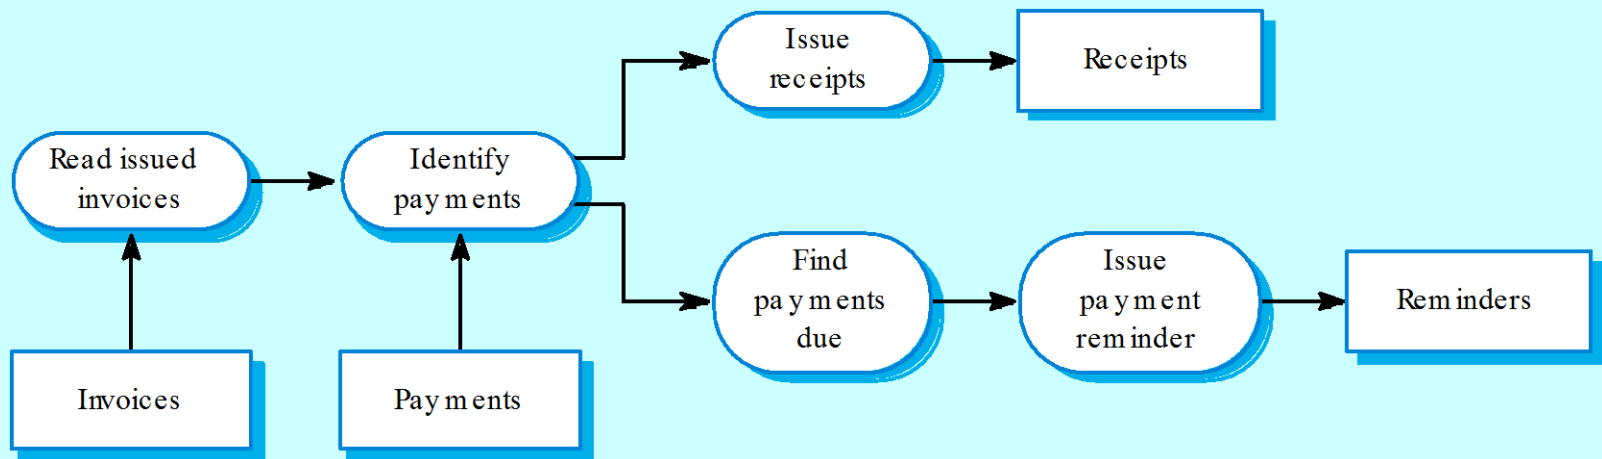 Issue
receipts
Receipts
Read issued
invoices
Identify
payments
Find
payments
due
Issue
payment
reminder
Reminders
Invoices
Payments